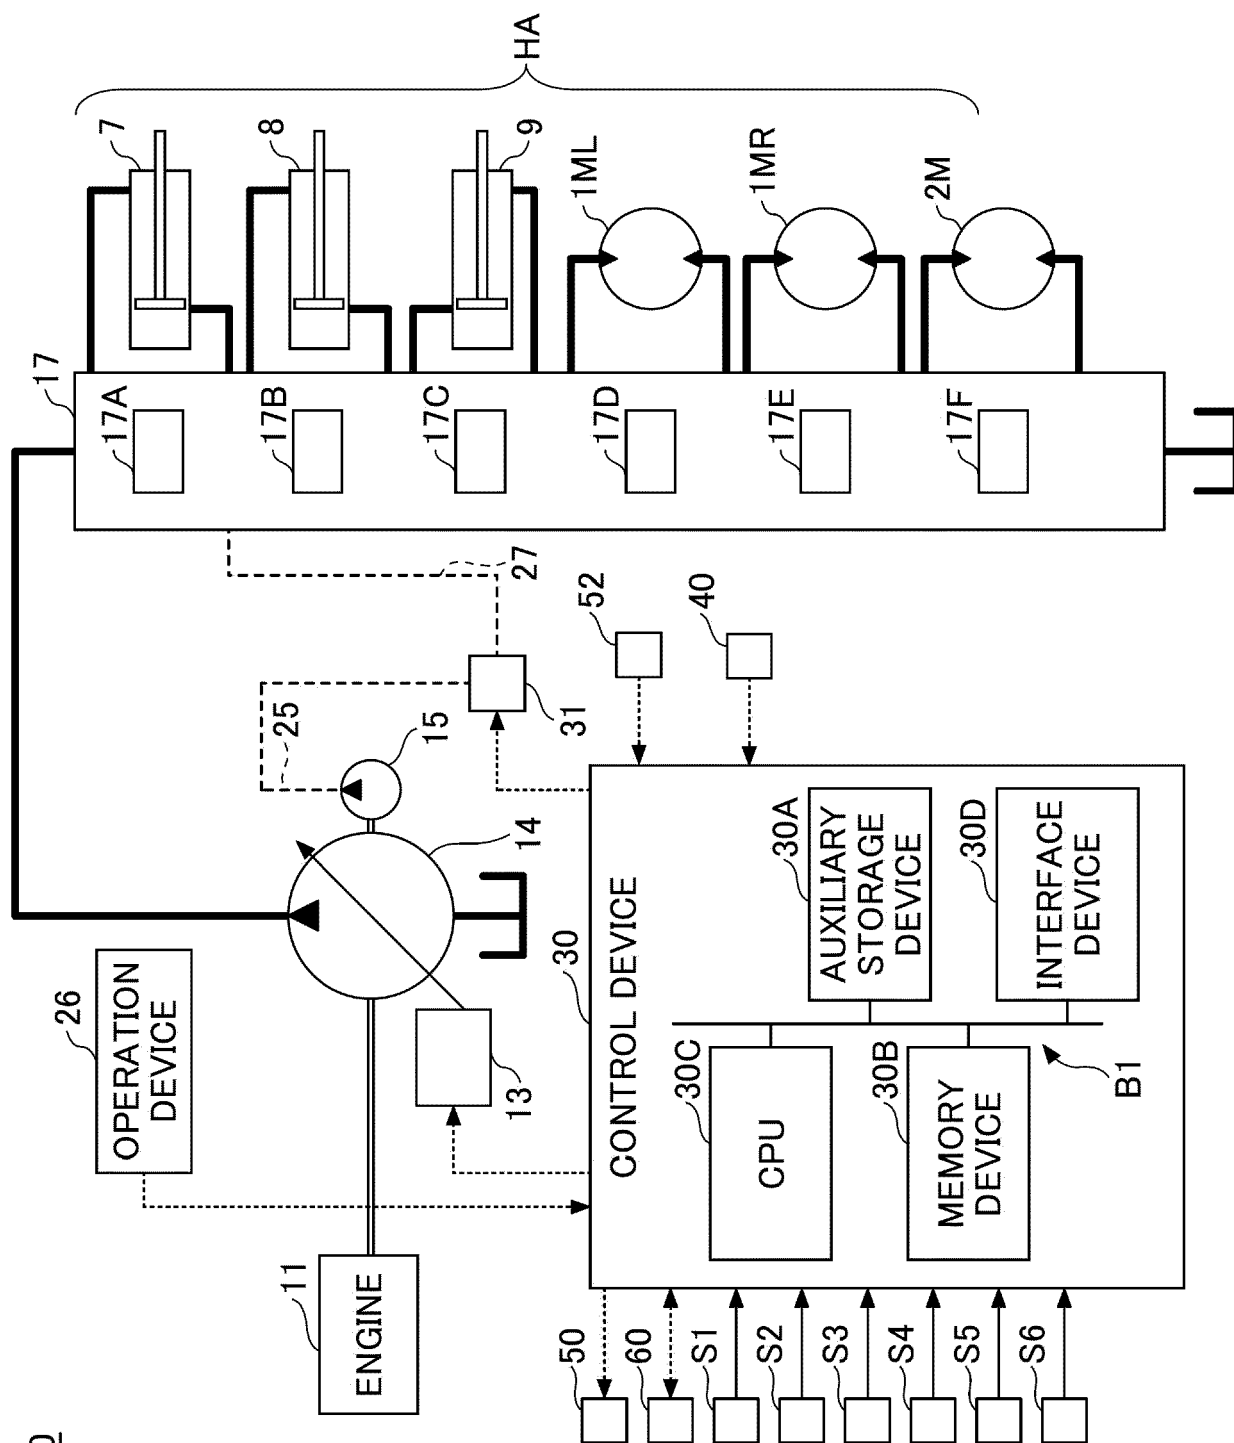 HA
7
8
9
1ML
1MR
2M
17
17A
17B
17C
17D
17E
17F
27
52
40
25
15
31
14
26
OPERATION
DEVICE
13
30
CONTROL DEVICE
30A
AUXILIARY
STORAGE
DEVICE
30D
INTERFACE
DEVICE
30C
CPU
30B
MEMORY
DEVICE
B1
11
ENGINE
50
60
S1
S2
S3
S4
S5
S6